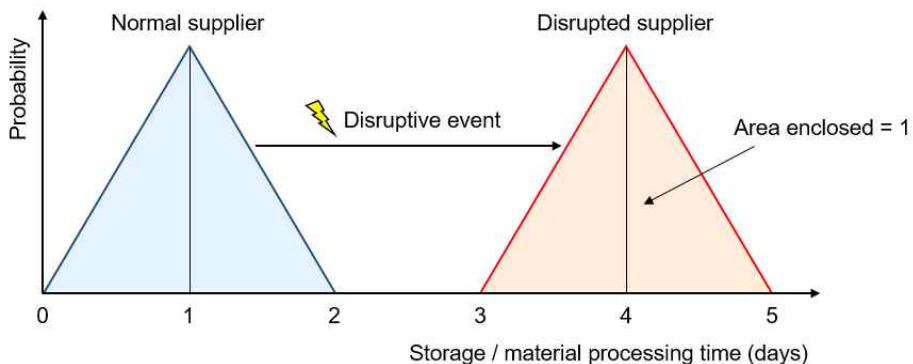 Normal supplier
Disrupted supplier
Probability
Disruptive event
Area enclosed = 1
0 1 2 3 4 5
Storage / material processing time (days)